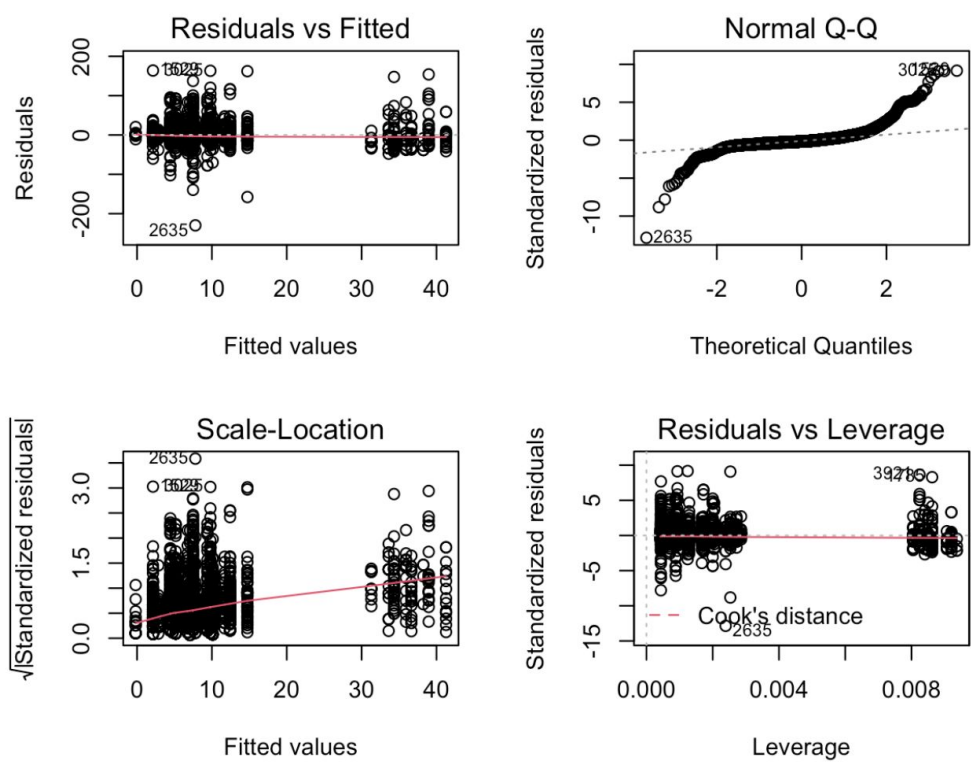 Residuals vs Fitted
Residuals
200
0
-200
2635
0 10 20 30 40
Fitted values
Normal Q-Q
Standardized residuals
5
0
-10
2635
-2 0 2
Theoretical Quantiles
Scale-Location
√|Standardized residuals|
3.0
1.5
0.0
2635
0 10 20 30 40
Fitted values
Residuals vs Leverage
Standardized residuals
5
-5
-15
Cook's distance
2635
0.000 0.004 0.008
Leverage